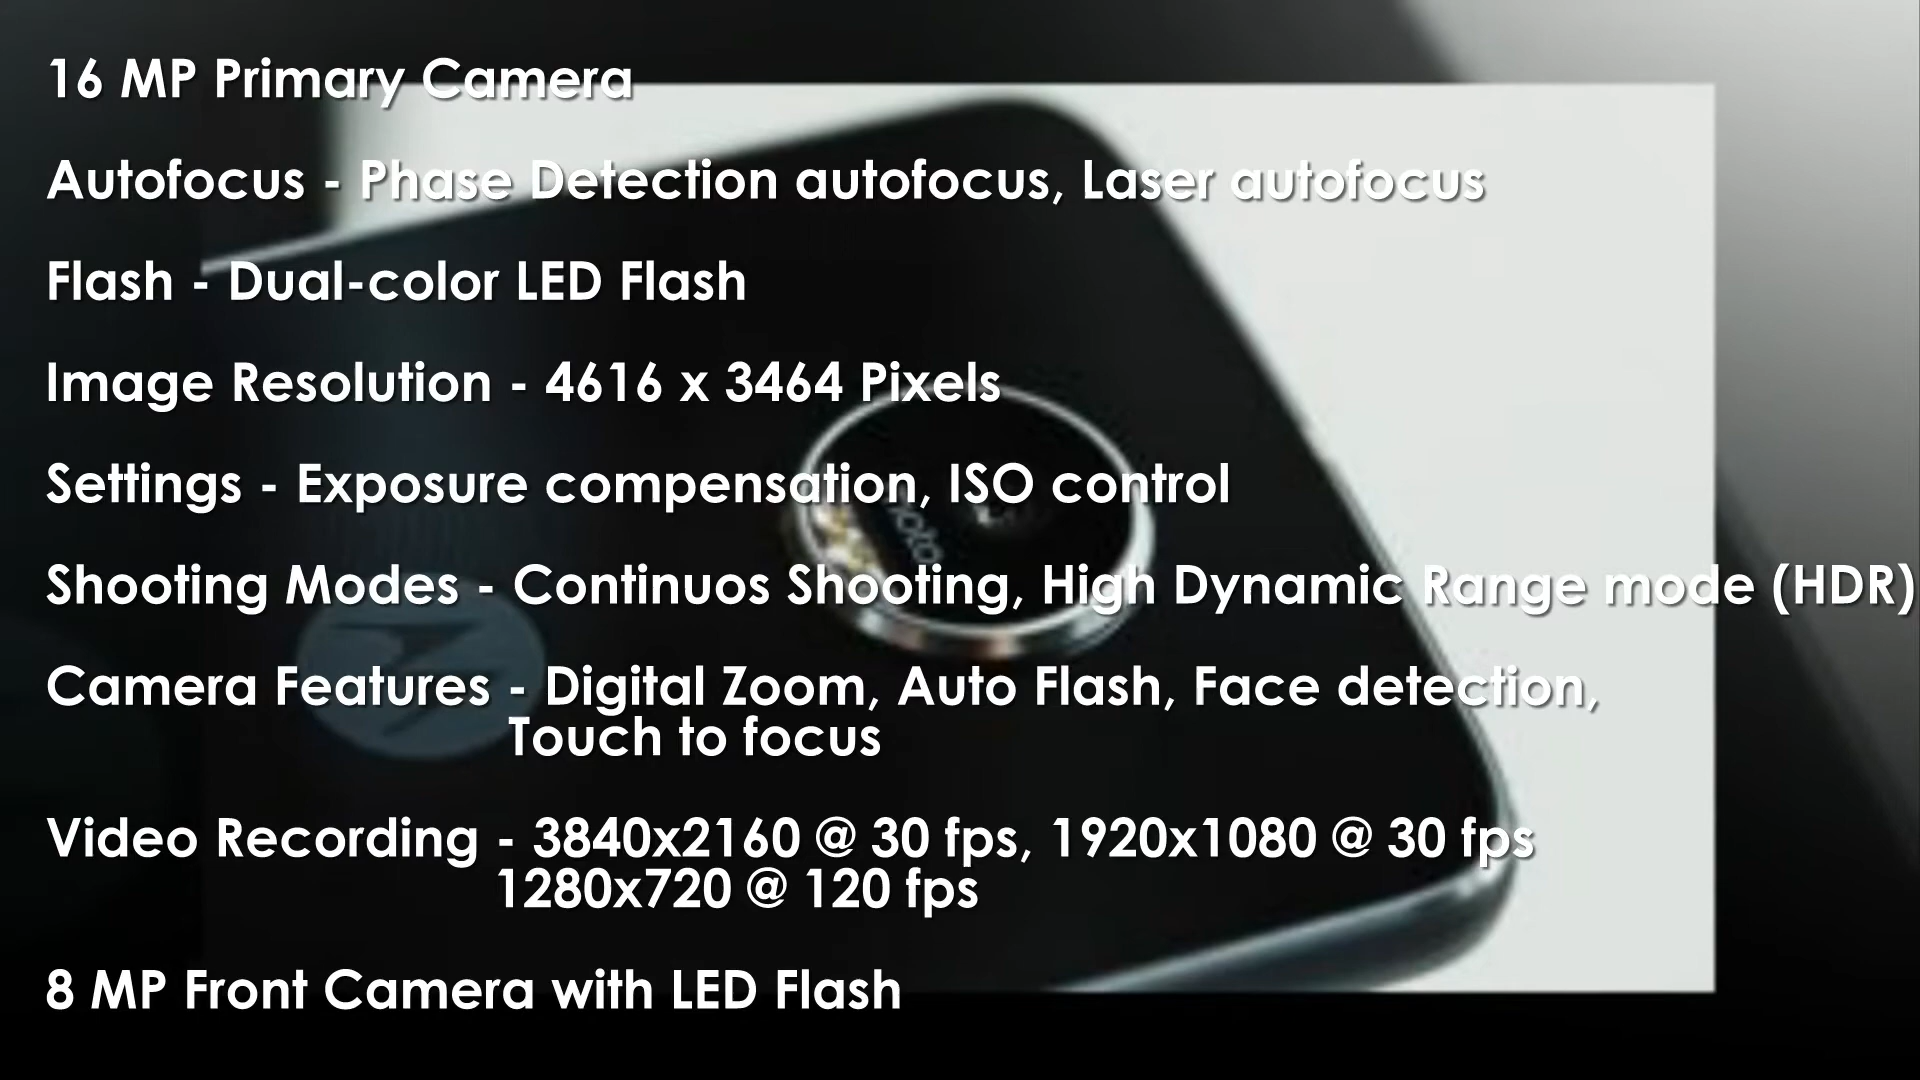 16 MP Primary Camera
Autofocus - Phase Detection autofocus, Laser autofocus
Flash - Dual-color LED Flash
Image Resolution - 4616 x 3464 Pixels
Settings - Exposure compensation, ISO control
moto
Shooting Modes - Continuos Shooting, High Dynamic Range mode (HDR)
Camera Features - Digital Zoom, Auto Flash, Face detection,
Touch to focus
Video Recording - 3840x2160 @ 30 fps, 1920x1080 @ 30 fps
1280x720 @ 120 fps
8 MP Front Camera with LED Flash